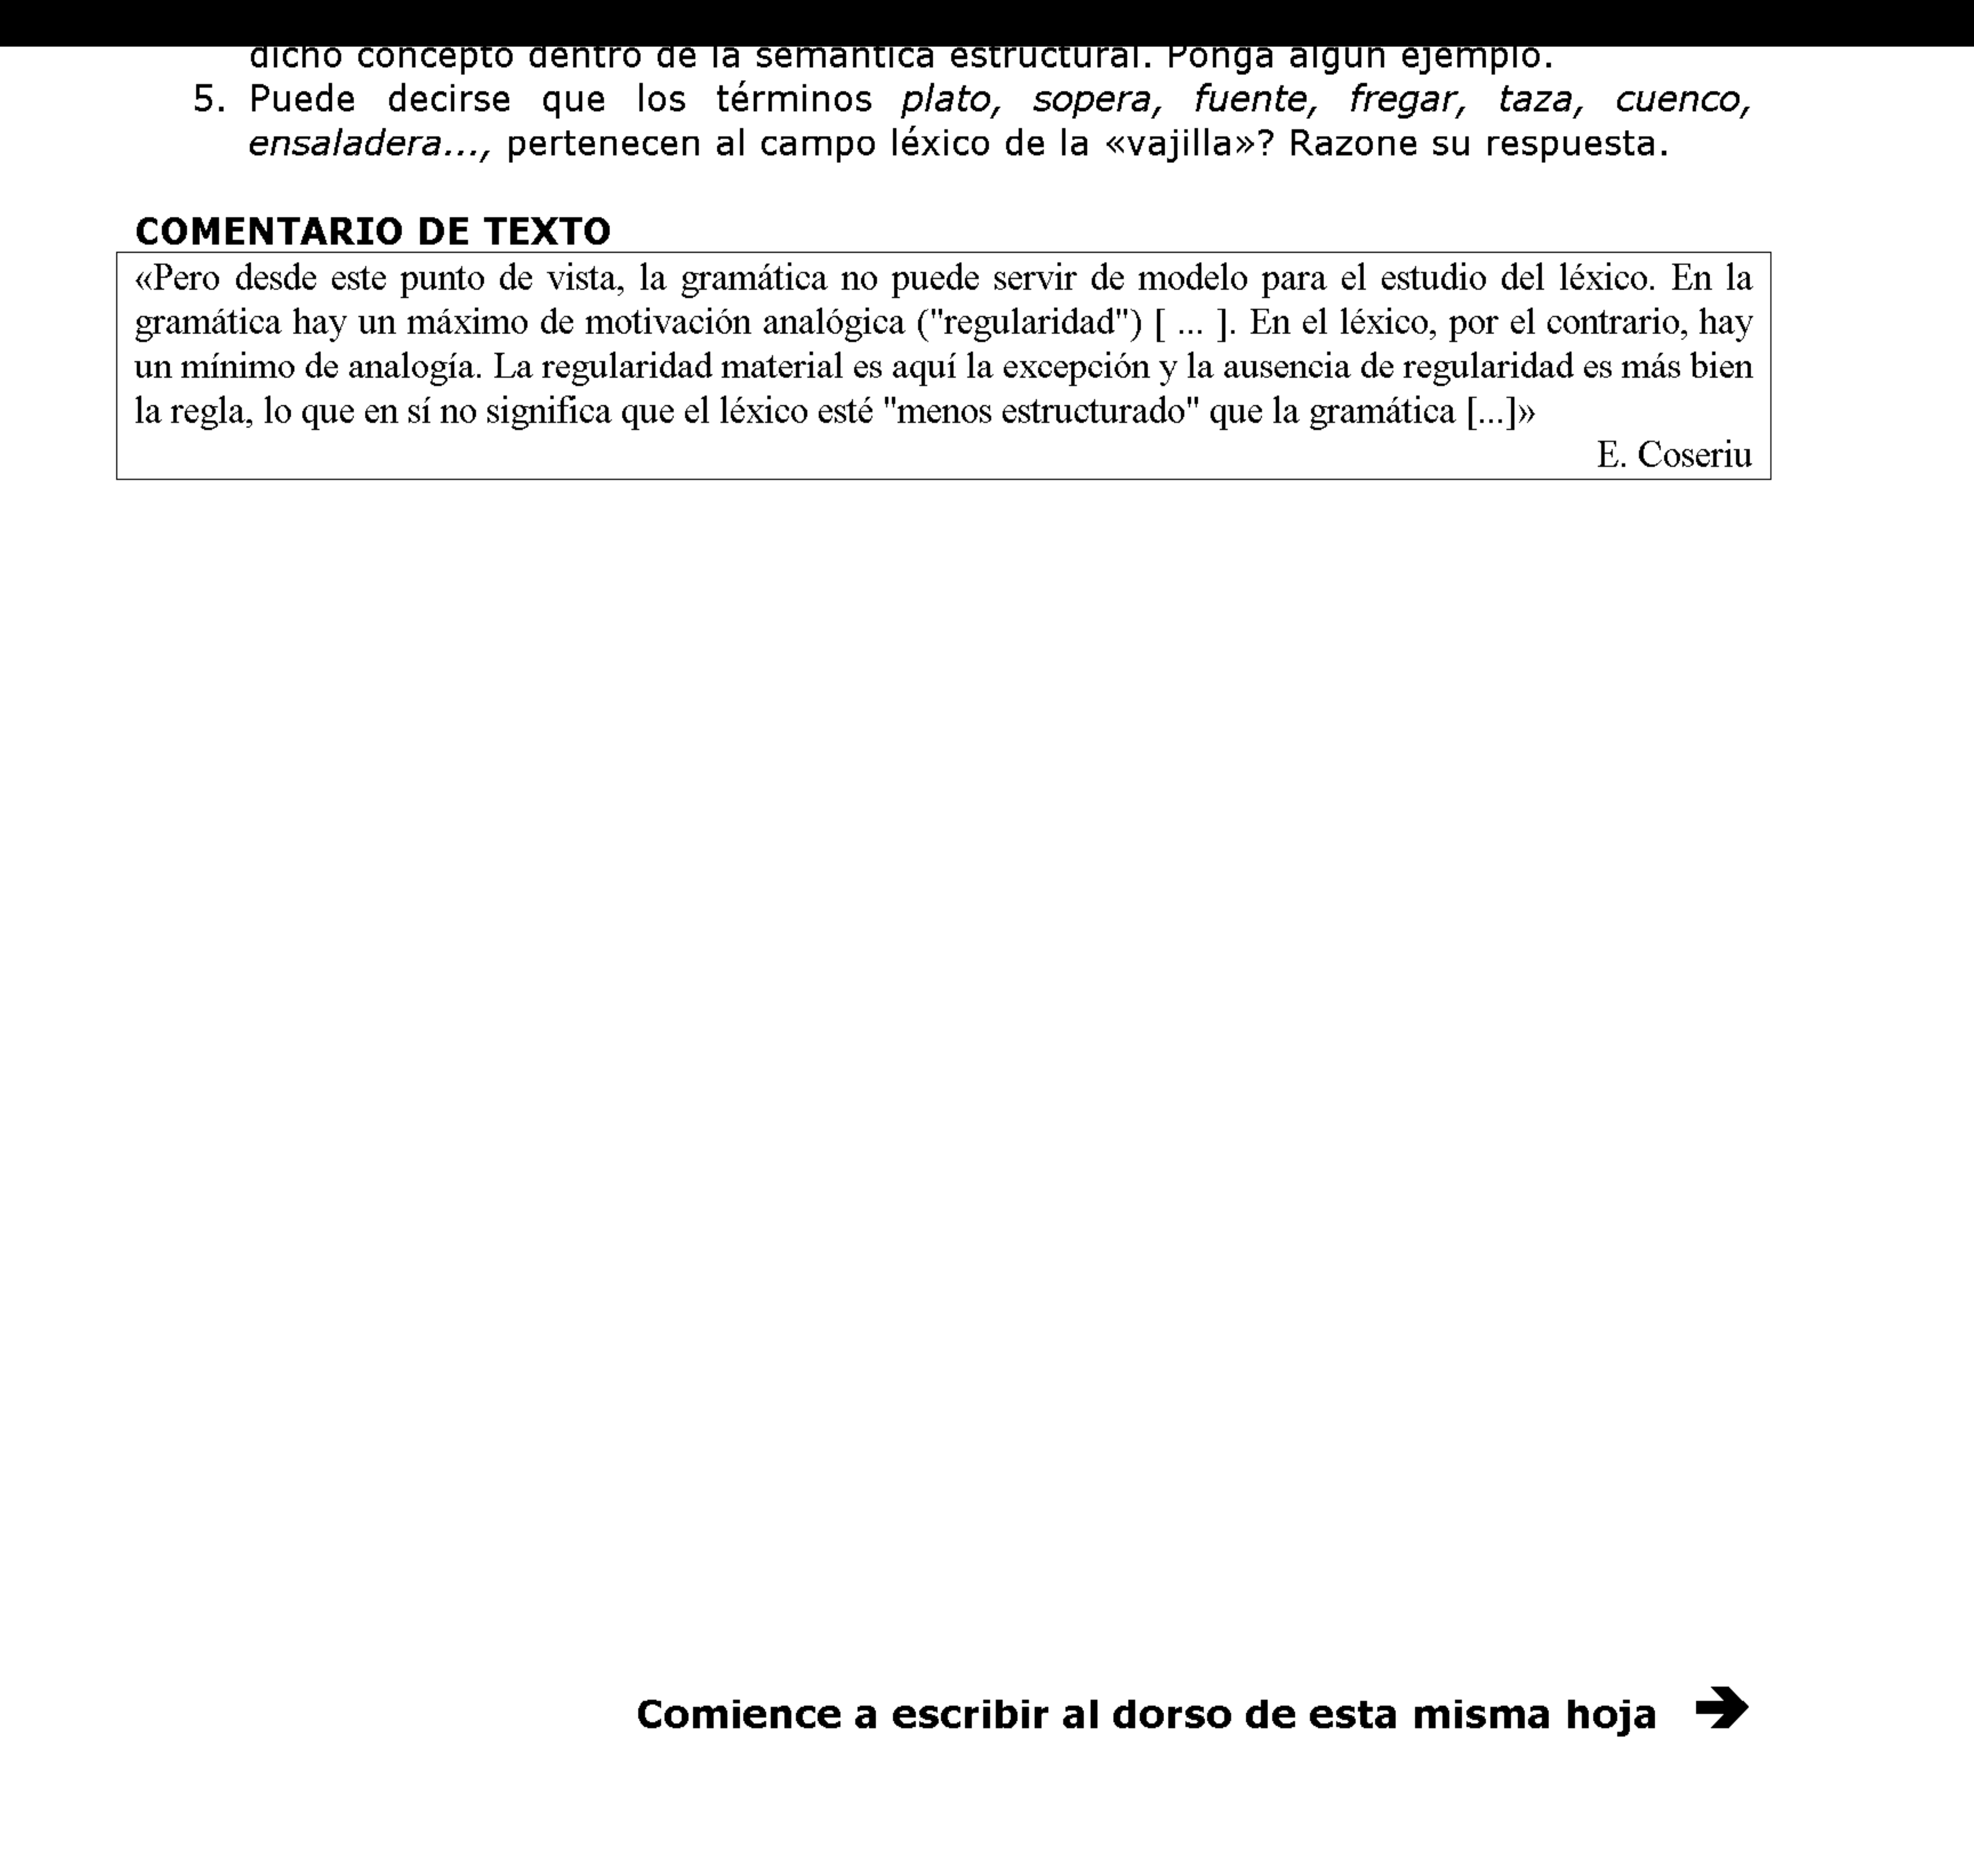 dicho concepto dentro de la semántica estructural. Ponga algún ejemplo.
5. Puede decirse que los términos plato, sopera, fuente, fregar, taza, cuenco,
ensaladera..., pertenecen al campo léxico de la «vajilla»? Razone su respuesta.
COMENTARIO DE TEXTO
«Pero desde este punto de vista, la gramática no puede servir de modelo para el estudio del léxico. En la
gramática hay un máximo de motivación analógica ("regularidad") [ ... ]. En el léxico, por el contrario, hay
un mínimo de analogía. La regularidad material es aquí la excepción y la ausencia de regularidad es más bien
la regla, lo que en sí no significa que el léxico esté "menos estructurado" que la gramática [...]»
E. Coseriu
Comience a escribir al dorso de esta misma hoja ➔